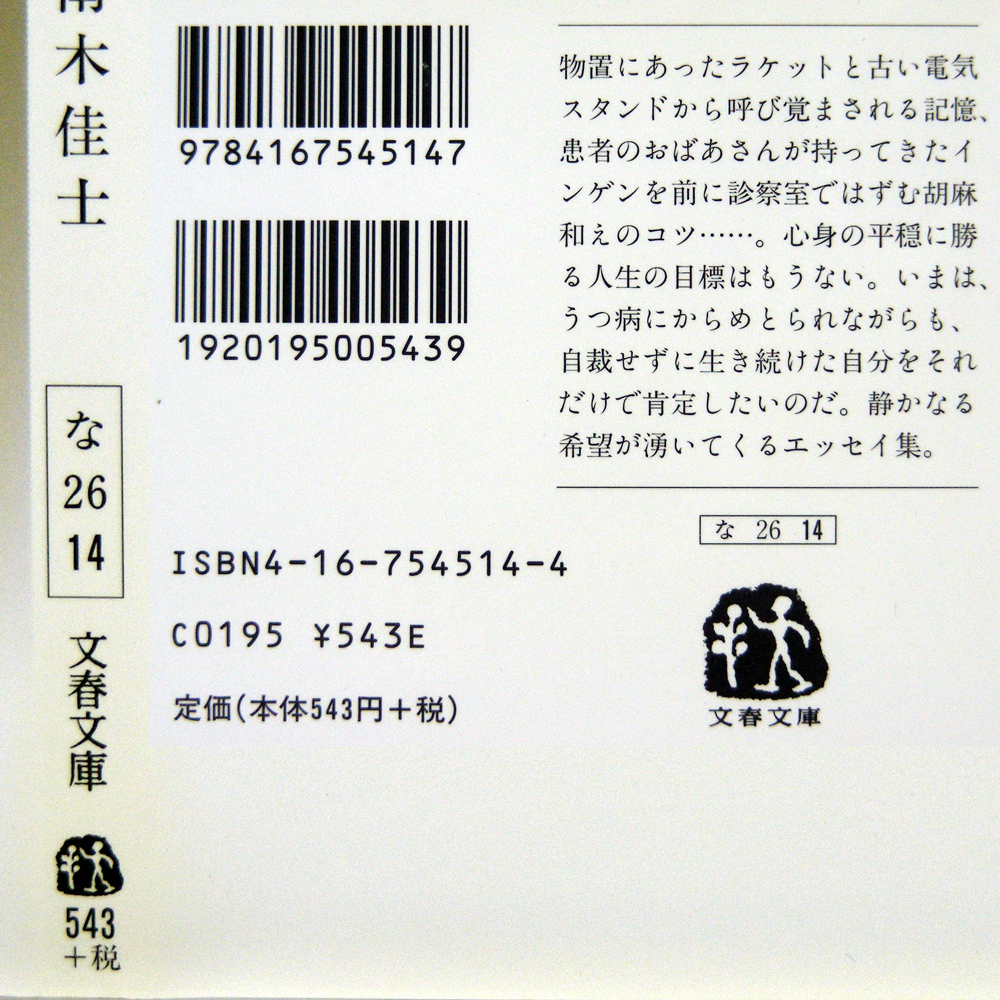 南木佳士
な
26
14
文春文庫
543
+税
9784167545147
1920195005439
ISBN4-16-754514-4
C0195 ¥543E
定価(本体543円+税)
物置にあったラケットと古い電気
スタンドから呼び覚まされる記憶、
患者のおばあさんが持ってきたイ
ンゲンを前に診察室ではずむ胡麻
和えのコツ……。心身の平穏に勝
る人生の目標はもうない。いまは、
うつ病にからめとられながらも、
自裁せずに生き続けた自分をそれ
だけで肯定したいのだ。静かなる
希望が湧いてくるエッセイ集。
な 26 14
文春文庫